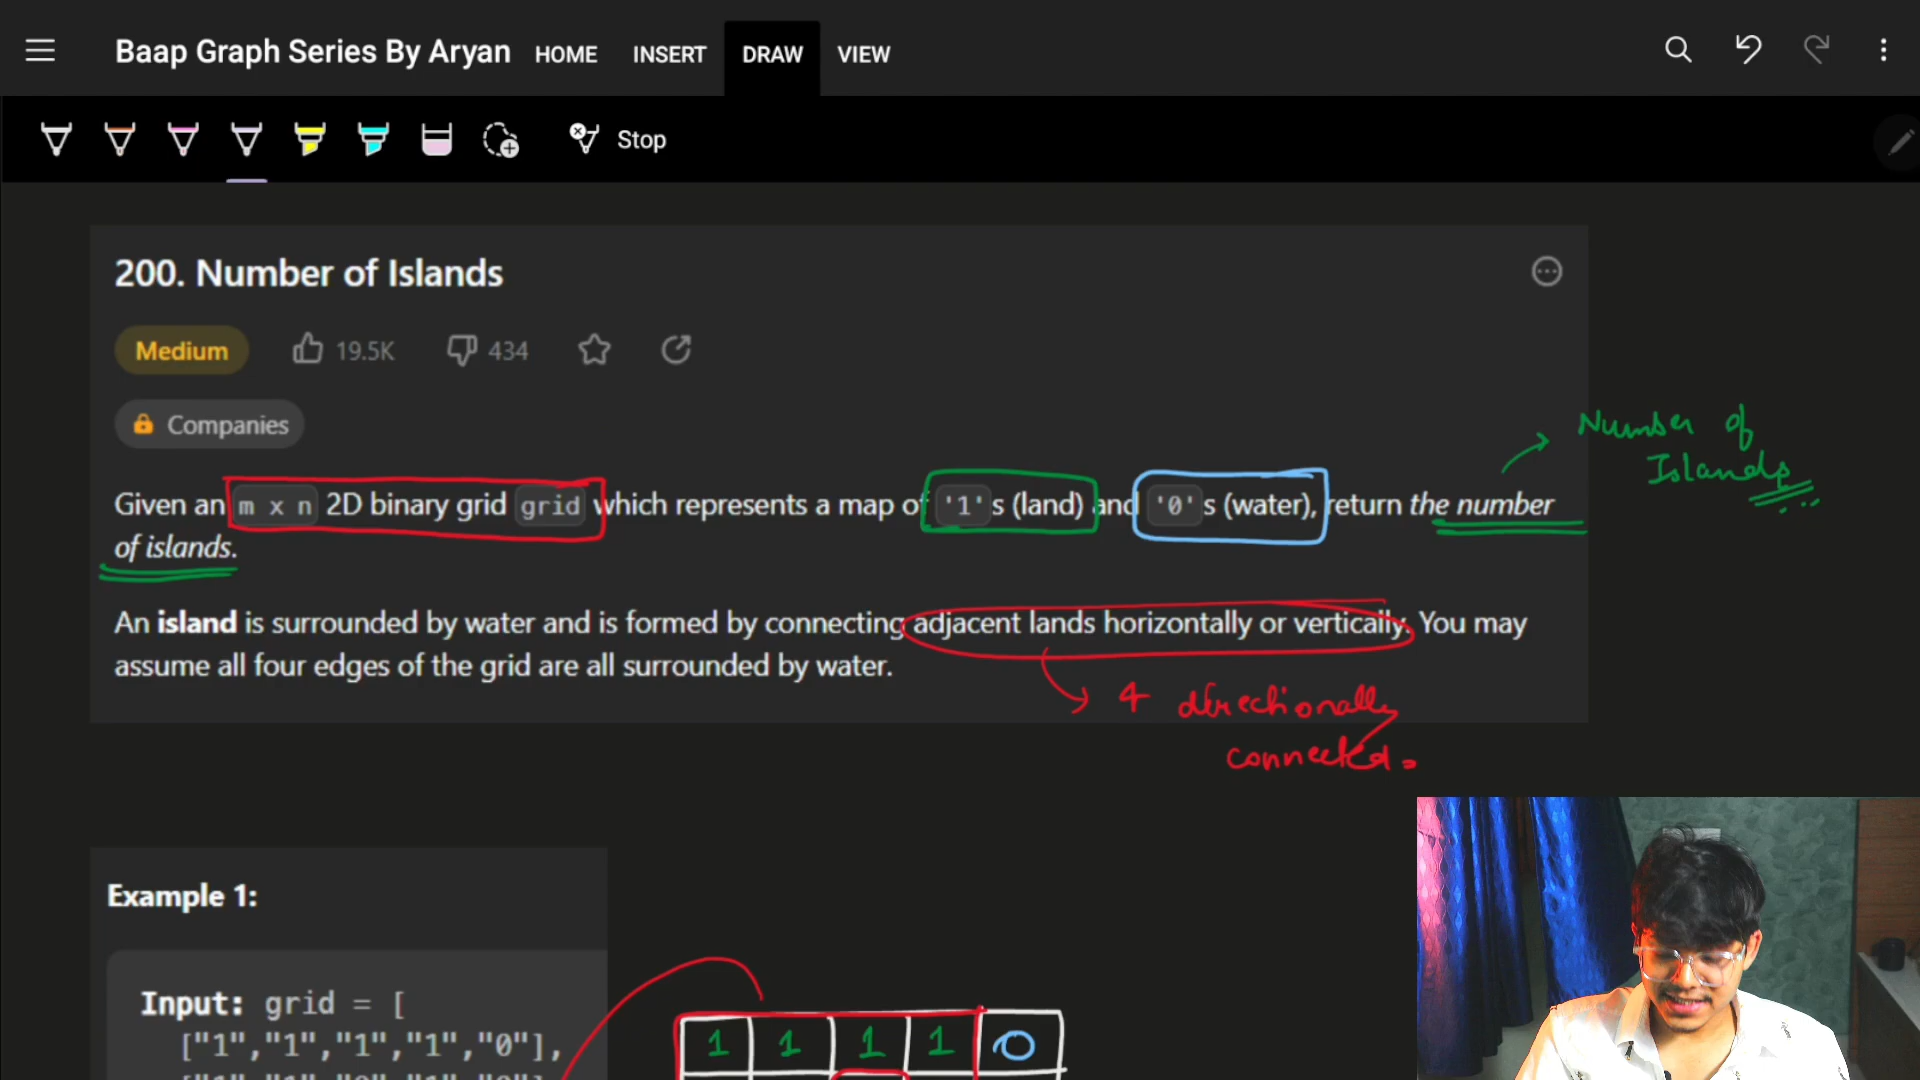 Baap Graph Series By Aryan HOME INSERT DRAW VIEW
Stop
200. Number of Islands
Medium 19.5K 434
Companies
Number of
Islands
Given an m x n 2D binary grid grid which represents a map of '1's (land) and '0's (water), return the number
of islands.
An island is surrounded by water and is formed by connecting adjacent lands horizontally or vertically. You may
assume all four edges of the grid are all surrounded by water.
4 directionally
connected.
Example 1:
Input: grid = [
["1","1","1","1","0"],
1 1 1 1 0